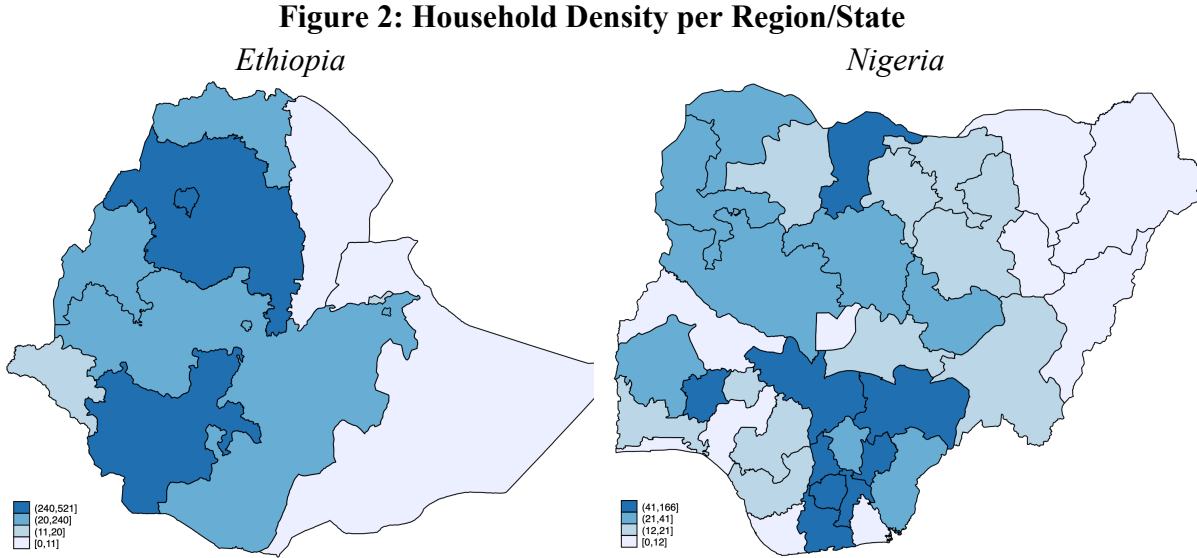 Figure 2: Household Density per Region/State
Ethiopia
Nigeria
(240,521]
(20,240]
(11,20]
[0,11]
(41,166]
(21,41]
(12,21]
[0,12]